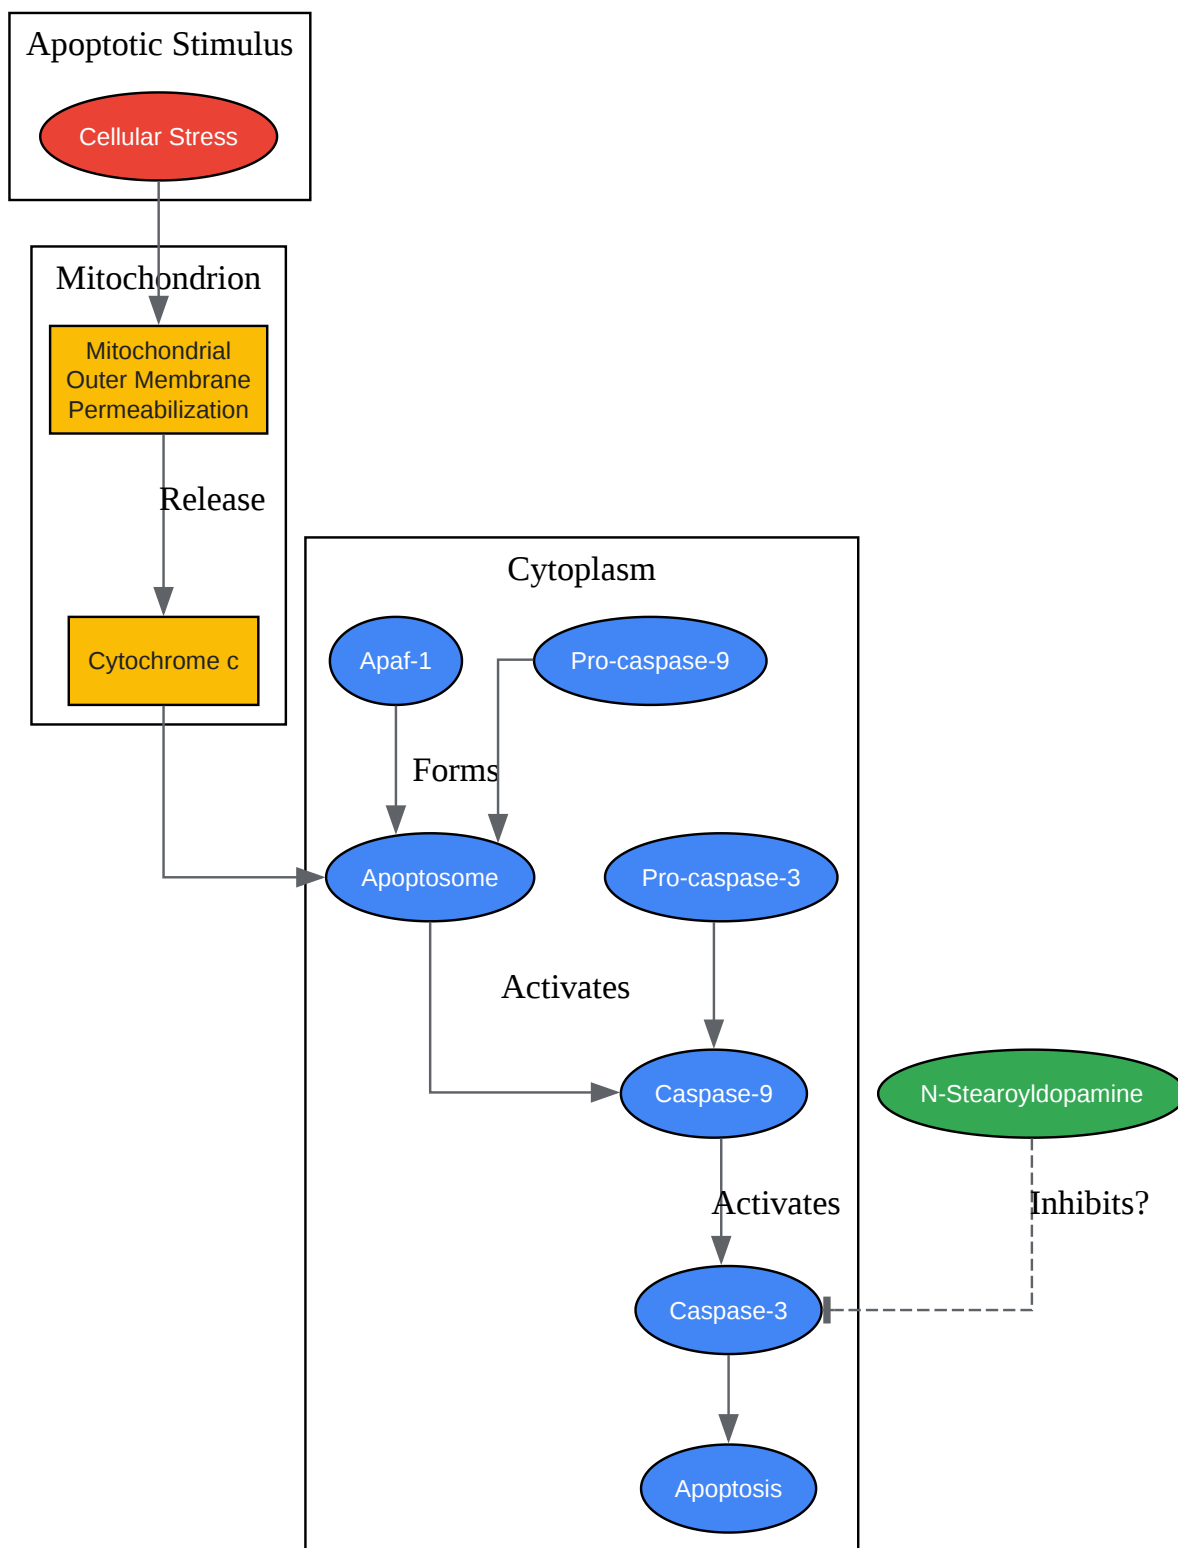 Apoptotic Stimulus
Cellular Stress
Mitochondrion
Mitochondrial
Outer Membrane
Permeabilization
Release
Cytochrome c
Cytoplasm
Apaf-1
Pro-caspase-9
Forms
Apoptosome
Pro-caspase-3
Activates
Caspase-9
N-Stearoyldopamine
Activates
Inhibits?
Caspase-3
Apoptosis